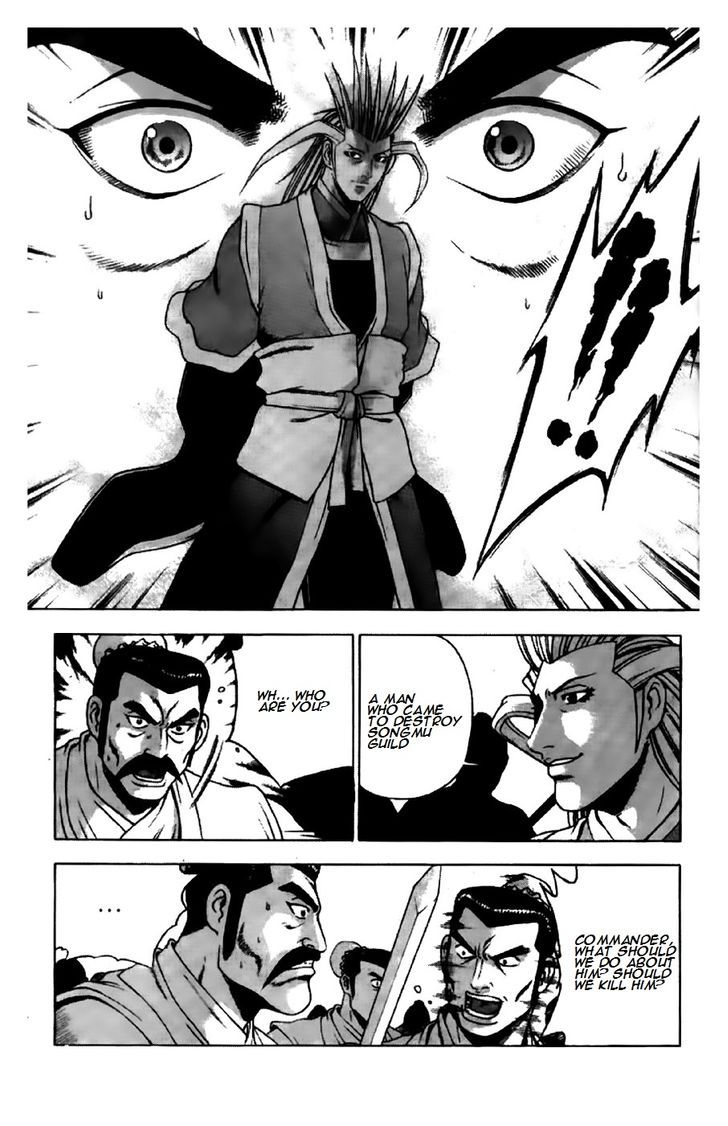 !!
WH... WHO
ARE YOU?
A MAN
WHO CAME
TO DESTROY
SONGMU
GUILD
...
COMMANDER,
WHAT SHOULD
WE DO ABOUT
HIM? SHOULD
WE KILL HIM?